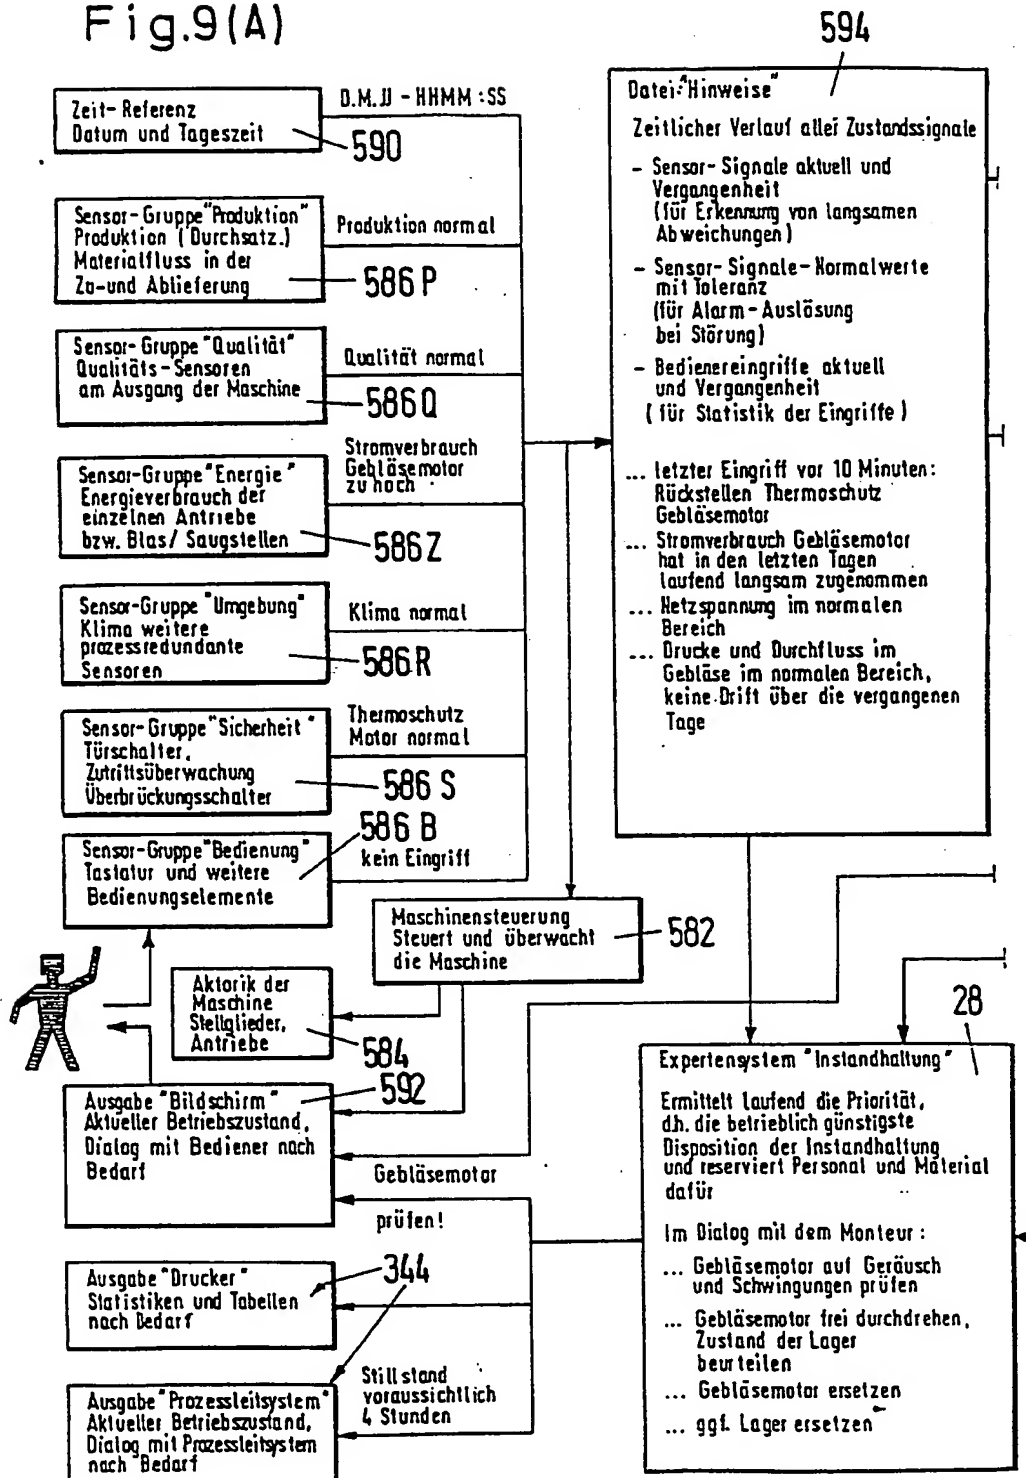 Fig.9(A)
Zeit-Referenz
Datum und Tageszeit
D.M.JJ - HHMM:SS
590
Sensor-Gruppe "Produktion"
Produktion (Durchsatz.)
Materialfluss in der
Zo-und Ablieferung
Produktion normal
586 P
Sensor-Gruppe "Qualität"
Qualitäts-Sensoren
am Ausgang der Maschine
Qualität normal
586 Q
Sensor-Gruppe "Energie"
Energieverbrauch der
einzelnen Antriebe
bzw. Blas/ Saugstellen
Stromverbrauch
Gebläsemotor
zu hoch
586 Z
Sensor-Gruppe "Umgebung"
Klima weitere
prozessredundante
Sensoren
Klima normal
586 R
Sensor-Gruppe "Sicherheit"
Türschalter,
Zutrittsüberwachung
Überbrückungsschalter
Thermoschutz
Motor normal
586 S
Sensor-Gruppe "Bedienung"
Tastatur und weitere
Bedienungselemente
586 B
kein Eingriff
594
Datei:"Hinweise"
Zeitlicher Verlauf aller Zustandssignale
- Sensor-Signale aktuell und
Vergangenheit
(für Erkennung von langsamen
Abweichungen)
- Sensor-Signale-Normalwerte
mit Toleranz
(für Alarm-Auslösung
bei Störung)
- Bedienereingriffe aktuell
und Vergangenheit
(für Statistik der Eingriffe)
... letzter Eingriff vor 10 Minuten:
Rückstellen Thermoschutz
Gebläsemotor
... Stromverbrauch Gebläsemotor
hat in den letzten Tagen
laufend langsam zugenommen
... Netzspannung im normalen
Bereich
... Drucke und Durchfluss im
Gebläse im normalen Bereich,
keine Drift über die vergangenen
Tage
Maschinensteuerung
Steuert und überwacht
die Maschine
582
Aktorik der
Maschine
Stellglieder,
Antriebe
584
592
Ausgabe "Bildschirm"
Aktueller Betriebszustand,
Dialog mit Bediener nach
Bedarf
Gebläsemotor
prüfen!
Ausgabe "Drucker"
Statistiken und Tabellen
nach Bedarf
344
Ausgabe "Prozessleitsystem"
Aktueller Betriebszustand,
Dialog mit Prozessleitsystem
nach Bedarf
Stillstand
voraussichtlich
4 Stunden
28
Expertensystem "Instandhaltung"
Ermittelt laufend die Priorität,
d.h. die betrieblich günstigste
Disposition der Instandhaltung
und reserviert Personal und Material
dafür
Im Dialog mit dem Monteur:
... Gebläsemotor auf Geräusch
und Schwingungen prüfen
... Gebläsemotor frei durchdrehen,
Zustand der Lager
beurteilen
... Gebläsemotor ersetzen
... ggf. Lager ersetzen